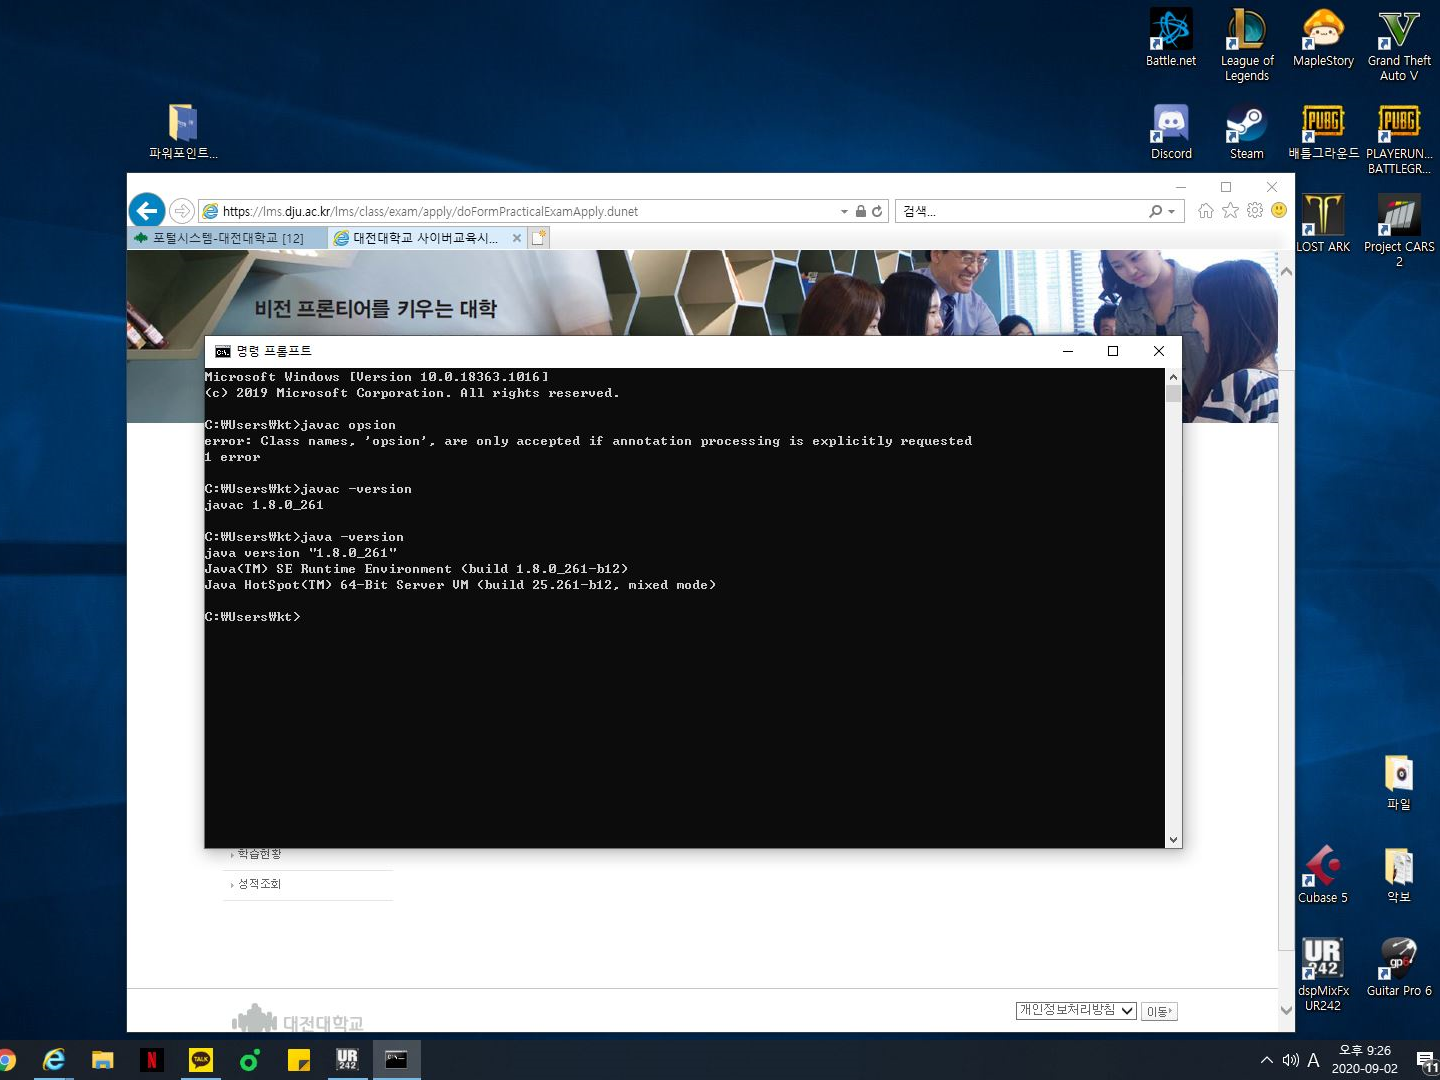 Battle.net
League of
Legends
MapleStory
Grand Theft
Auto V
파워포인트...
Discord
Steam
배틀그라운드
PLAYERUN...
BATTLEGR...
https://lms.dju.ac.kr/lms/class/exam/apply/doFormPracticalExamApply.dunet
검색...
포털시스템-대전대학교 [12]
대전대학교 사이버교육시...
LOST ARK
Project CARS
2
비전 프론티어를 키우는 대학
명령 프롬프트
Microsoft Windows [Version 10.0.18363.1016]
(c) 2019 Microsoft Corporation. All rights reserved.
C:₩Users₩kt>javac opsion
error: Class names, 'opsion', are only accepted if annotation processing is explicitly requested
1 error
C:₩Users₩kt>javac -version
javac 1.8.0_261
C:₩Users₩kt>java -version
java version "1.8.0_261"
Java(TM) SE Runtime Environment (build 1.8.0_261-b12)
Java HotSpot(TM) 64-Bit Server VM (build 25.261-b12, mixed mode)
C:₩Users₩kt>
학습현황
성적조회
파일
Cubase 5
악보
UR
242
gp6
dspMixFx
UR242
Guitar Pro 6
대전대학교
개인정보처리방침
이동
N
TALK
UR
242
A
오후 9:26
2020-09-02
11